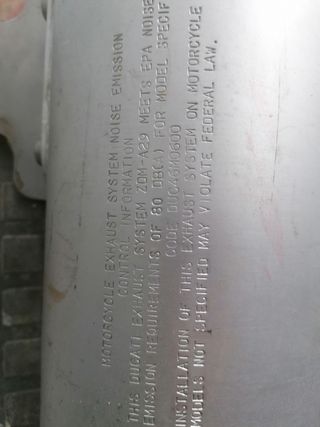 MOTORCYCLE EXHAUST SYSTEM NOISE EMISSION
CONTROL INFORMATION
THIS DUCATI EXHAUST SYSTEM ZDM-A29 MEETS EPA NOISE
EMISSION REQUIREMENTS OF 80 DB(A) FOR MODEL SPECIF
CODE DUC46M0600
INSTALLATION OF THIS EXHAUST SYSTEM ON MOTORCYCLE
MODELS NOT SPECIFIED MAY VIOLATE FEDERAL LAW.